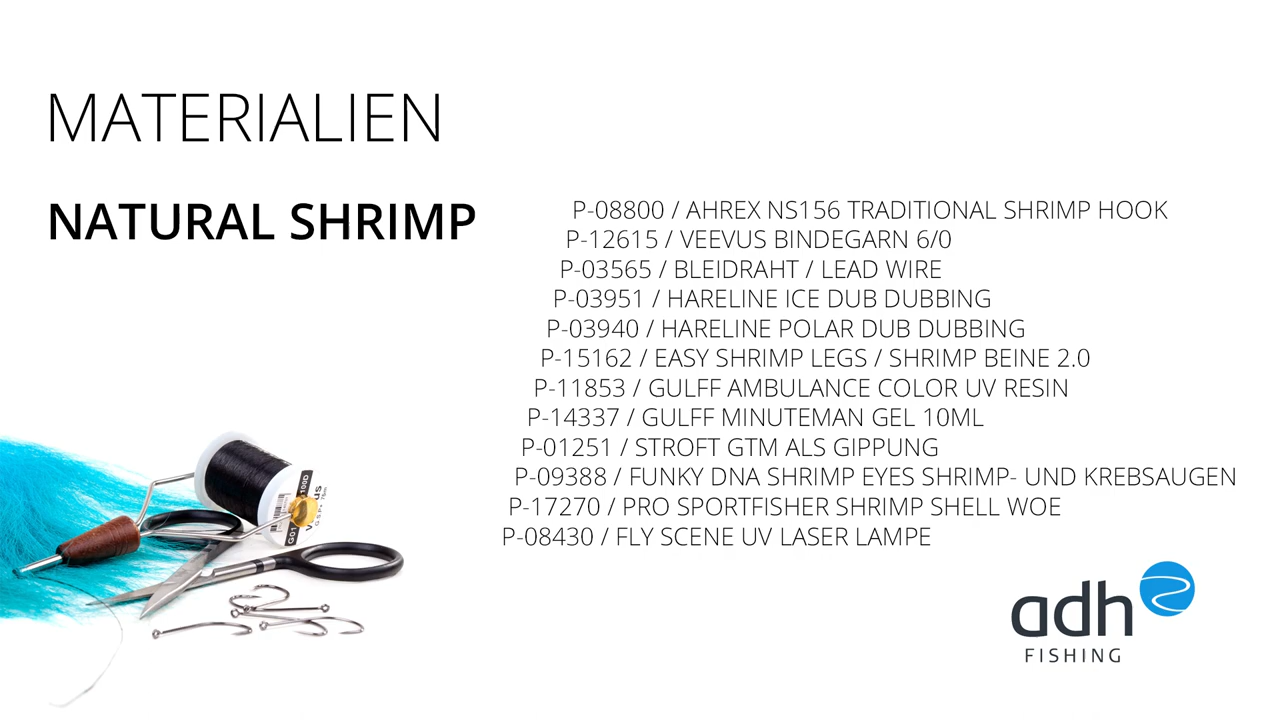 MATERIALIEN
NATURAL SHRIMP
P-08800 / AHREX NS156 TRADITIONAL SHRIMP HOOK
P-12615 / VEEVUS BINDEGARN 6/0
P-03565 / BLEIDRAHT / LEAD WIRE
P-03951 / HARELINE ICE DUB DUBBING
P-03940 / HARELINE POLAR DUB DUBBING
P-15162 / EASY SHRIMP LEGS / SHRIMP BEINE 2.0
P-11853 / GULFF AMBULANCE COLOR UV RESIN
P-14337 / GULFF MINUTEMAN GEL 10ML
P-01251 / STROFT GTM ALS GIPPUNG
P-09388 / FUNKY DNA SHRIMP EYES SHRIMP- UND KREBSAUGEN
P-17270 / PRO SPORTFISHER SHRIMP SHELL WOE
P-08430 / FLY SCENE UV LASER LAMPE
adh
FISHING